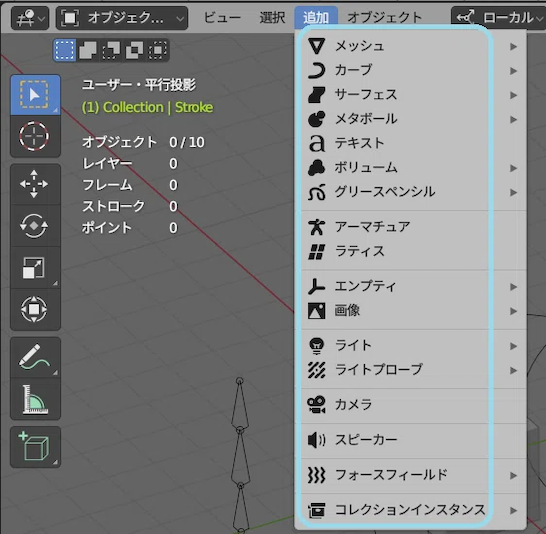 オブジェク... ビュー 選択 追加 オブジェクト ローカル
ユーザー・平行投影
(1) Collection | Stroke
オブジェクト 0 / 10
レイヤー 0
フレーム 0
ストローク 0
ポイント 0
メッシュ
カーブ
サーフェス
メタボール
テキスト
ボリューム
グリースペンシル
アーマチュア
ラティス
エンプティ
画像
ライト
ライトプローブ
カメラ
スピーカー
フォースフィールド
コレクションインスタンス